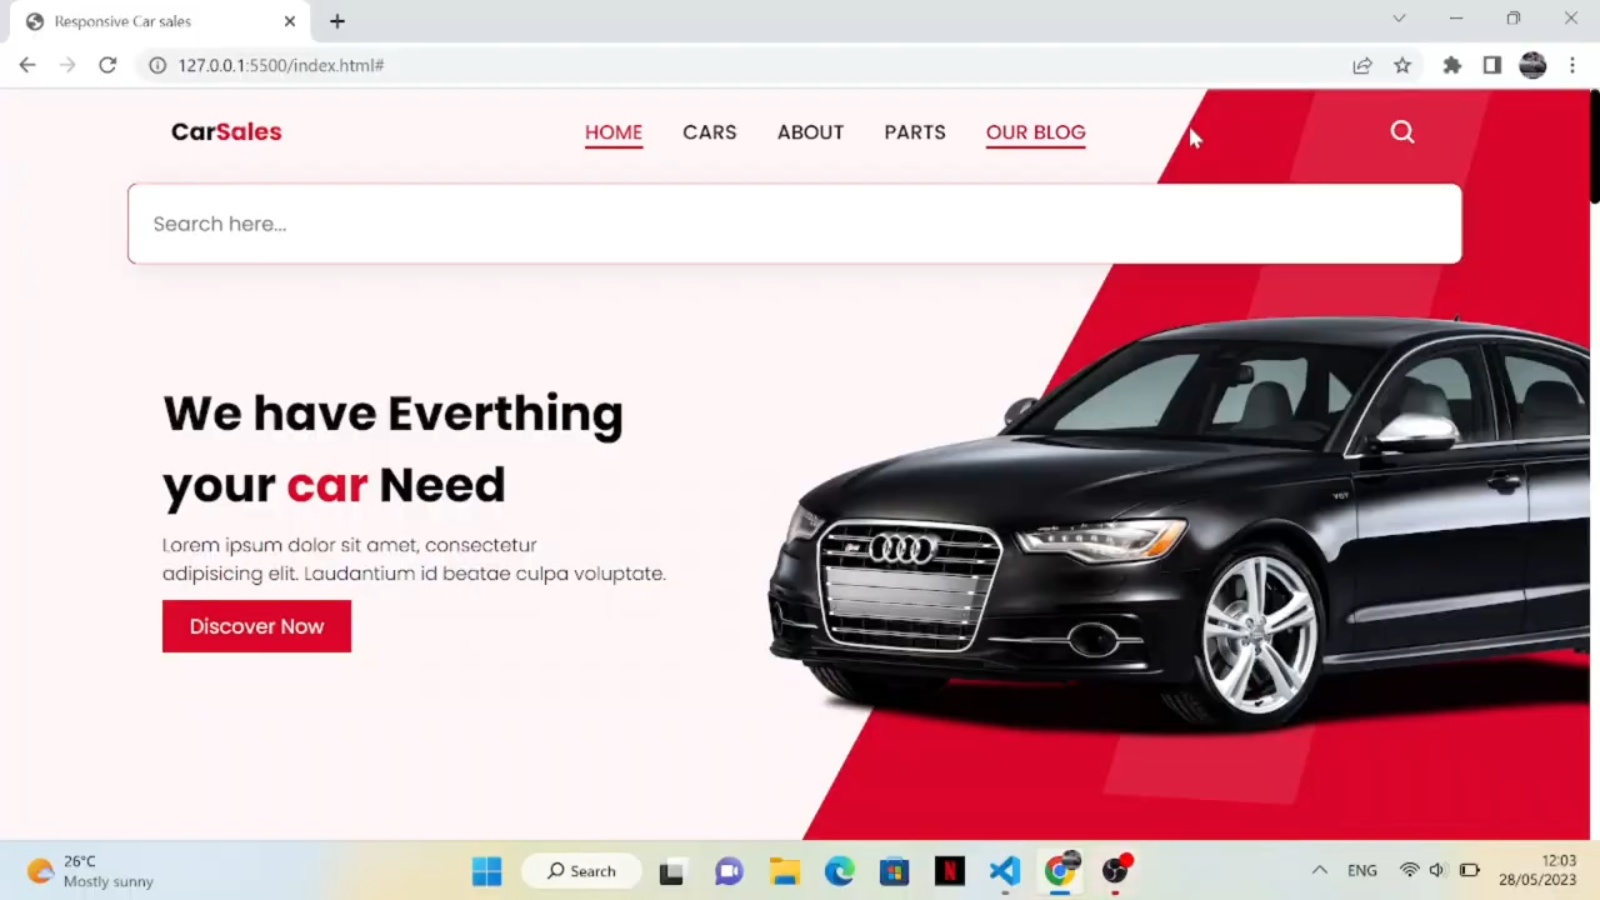 Responsive Car sales
127.0.0.1:5500/index.html#
CarSales
HOME CARS ABOUT PARTS OUR BLOG
Search here...
We have Everthing
your car Need
Lorem ipsum dolor sit amet, consectetur
adipisicing elit. Laudantium id beatae culpa voluptate.
Discover Now
26°C
Mostly sunny
Search
N
ENG
12:03
28/05/2023